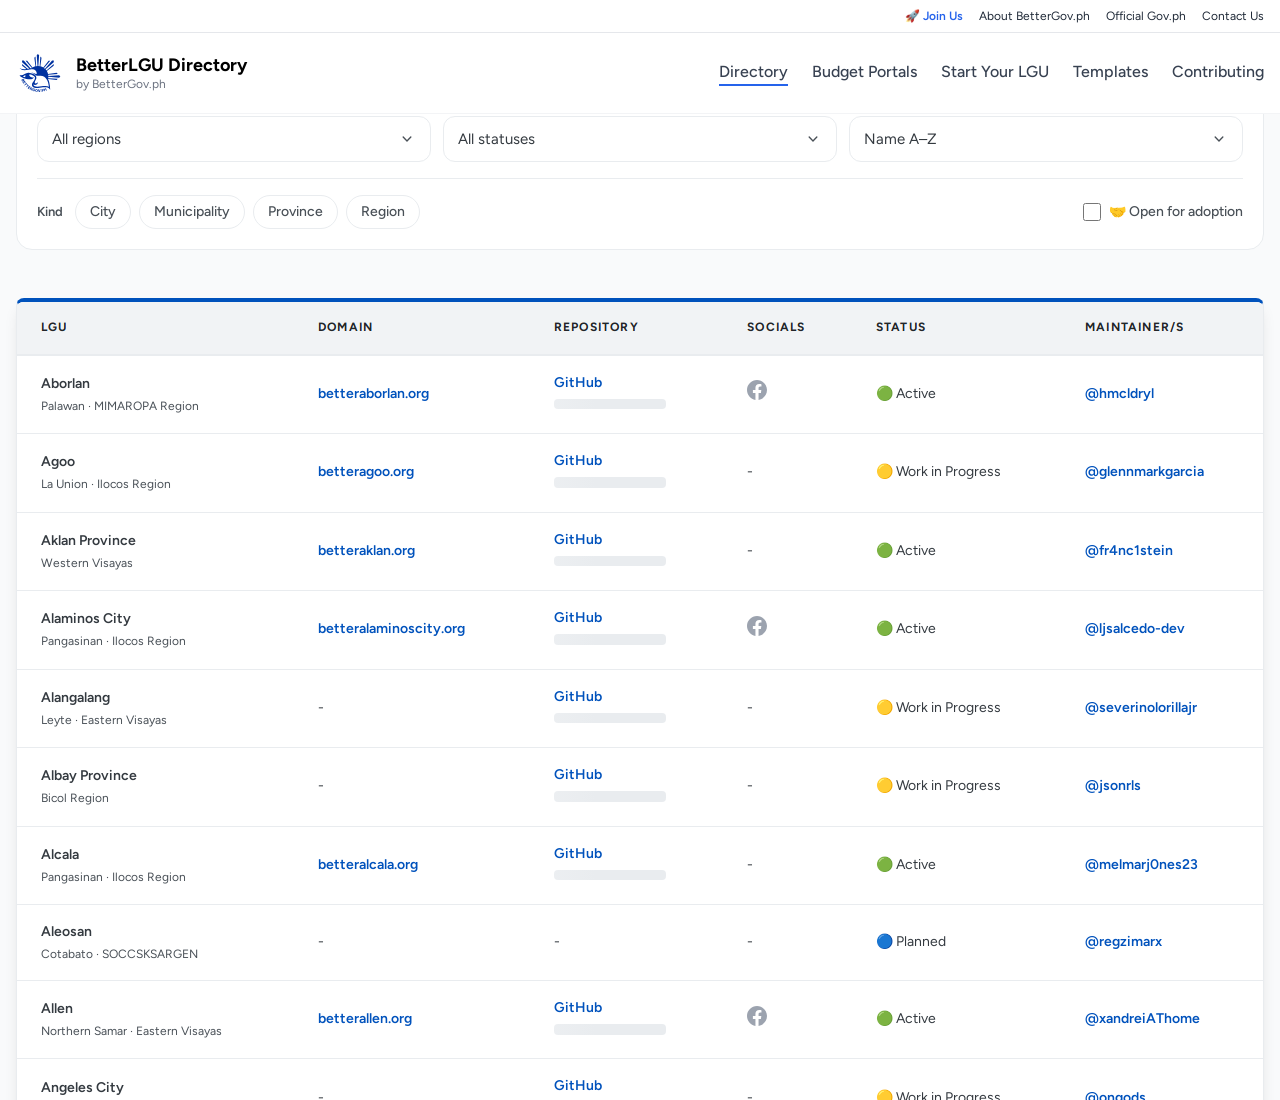 🚀 Join Us About BetterGov.ph Official Gov.ph Contact Us
BetterLGU Directory
by BetterGov.ph
Directory Budget Portals Start Your LGU Templates Contributing
All regions All statuses Name A–Z
Kind City Municipality Province Region 🤝 Open for adoption
LGU DOMAIN REPOSITORY SOCIALS STATUS MAINTAINER/S
Aborlan
Palawan · MIMAROPA Region
betteraborlan.org GitHub 🟢 Active @hmcldryl
Agoo
La Union · Ilocos Region
betteragoo.org GitHub - 🟡 Work in Progress @glennmarkgarcia
Aklan Province
Western Visayas
betteraklan.org GitHub - 🟢 Active @fr4nc1stein
Alaminos City
Pangasinan · Ilocos Region
betteralaminoscity.org GitHub 🟢 Active @ljsalcedo-dev
Alangalang
Leyte · Eastern Visayas
- GitHub - 🟡 Work in Progress @severinolorillajr
Albay Province
Bicol Region
- GitHub - 🟡 Work in Progress @jsonrls
Alcala
Pangasinan · Ilocos Region
betteralcala.org GitHub - 🟢 Active @melmarj0nes23
Aleosan
Cotabato · SOCCSKSARGEN
- - - 🔵 Planned @regzimarx
Allen
Northern Samar · Eastern Visayas
betterallen.org GitHub 🟢 Active @xandreiAThome
Angeles City
- GitHub - 🟡 Work in Progress @ongods